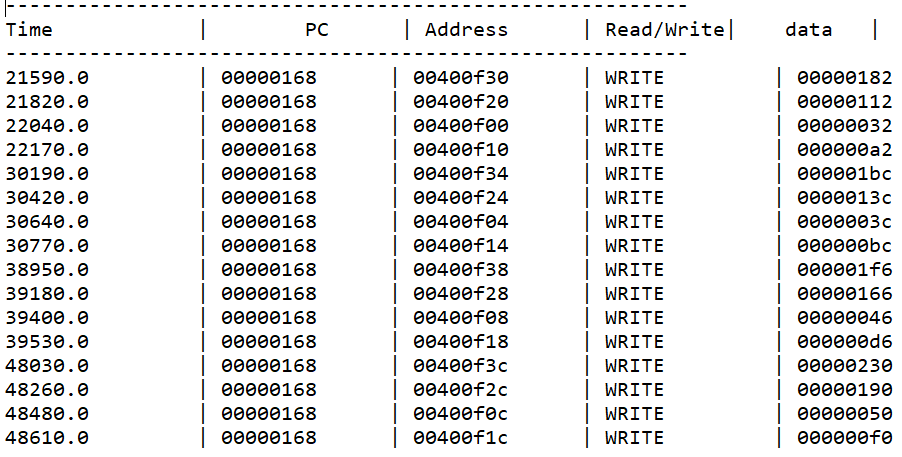 ---------------------------------------------------------
Time | PC | Address | Read/Write| data |
---------------------------------------------------------
21590.0 | 00000168 | 00400f30 | WRITE | 00000182
21820.0 | 00000168 | 00400f20 | WRITE | 00000112
22040.0 | 00000168 | 00400f00 | WRITE | 00000032
22170.0 | 00000168 | 00400f10 | WRITE | 000000a2
30190.0 | 00000168 | 00400f34 | WRITE | 000001bc
30420.0 | 00000168 | 00400f24 | WRITE | 0000013c
30640.0 | 00000168 | 00400f04 | WRITE | 0000003c
30770.0 | 00000168 | 00400f14 | WRITE | 000000bc
38950.0 | 00000168 | 00400f38 | WRITE | 000001f6
39180.0 | 00000168 | 00400f28 | WRITE | 00000166
39400.0 | 00000168 | 00400f08 | WRITE | 00000046
39530.0 | 00000168 | 00400f18 | WRITE | 000000d6
48030.0 | 00000168 | 00400f3c | WRITE | 00000230
48260.0 | 00000168 | 00400f2c | WRITE | 00000190
48480.0 | 00000168 | 00400f0c | WRITE | 00000050
48610.0 | 00000168 | 00400f1c | WRITE | 000000f0